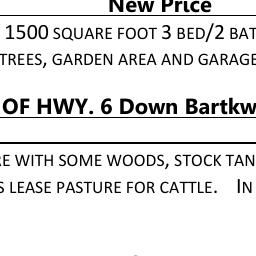 New Price
1500 SQUARE FOOT 3 BED/2 BAT
TREES, GARDEN AREA AND GARAGE
OF HWY. 6 Down Bartkw
RE WITH SOME WOODS, STOCK TAN
S LEASE PASTURE FOR CATTLE. IN